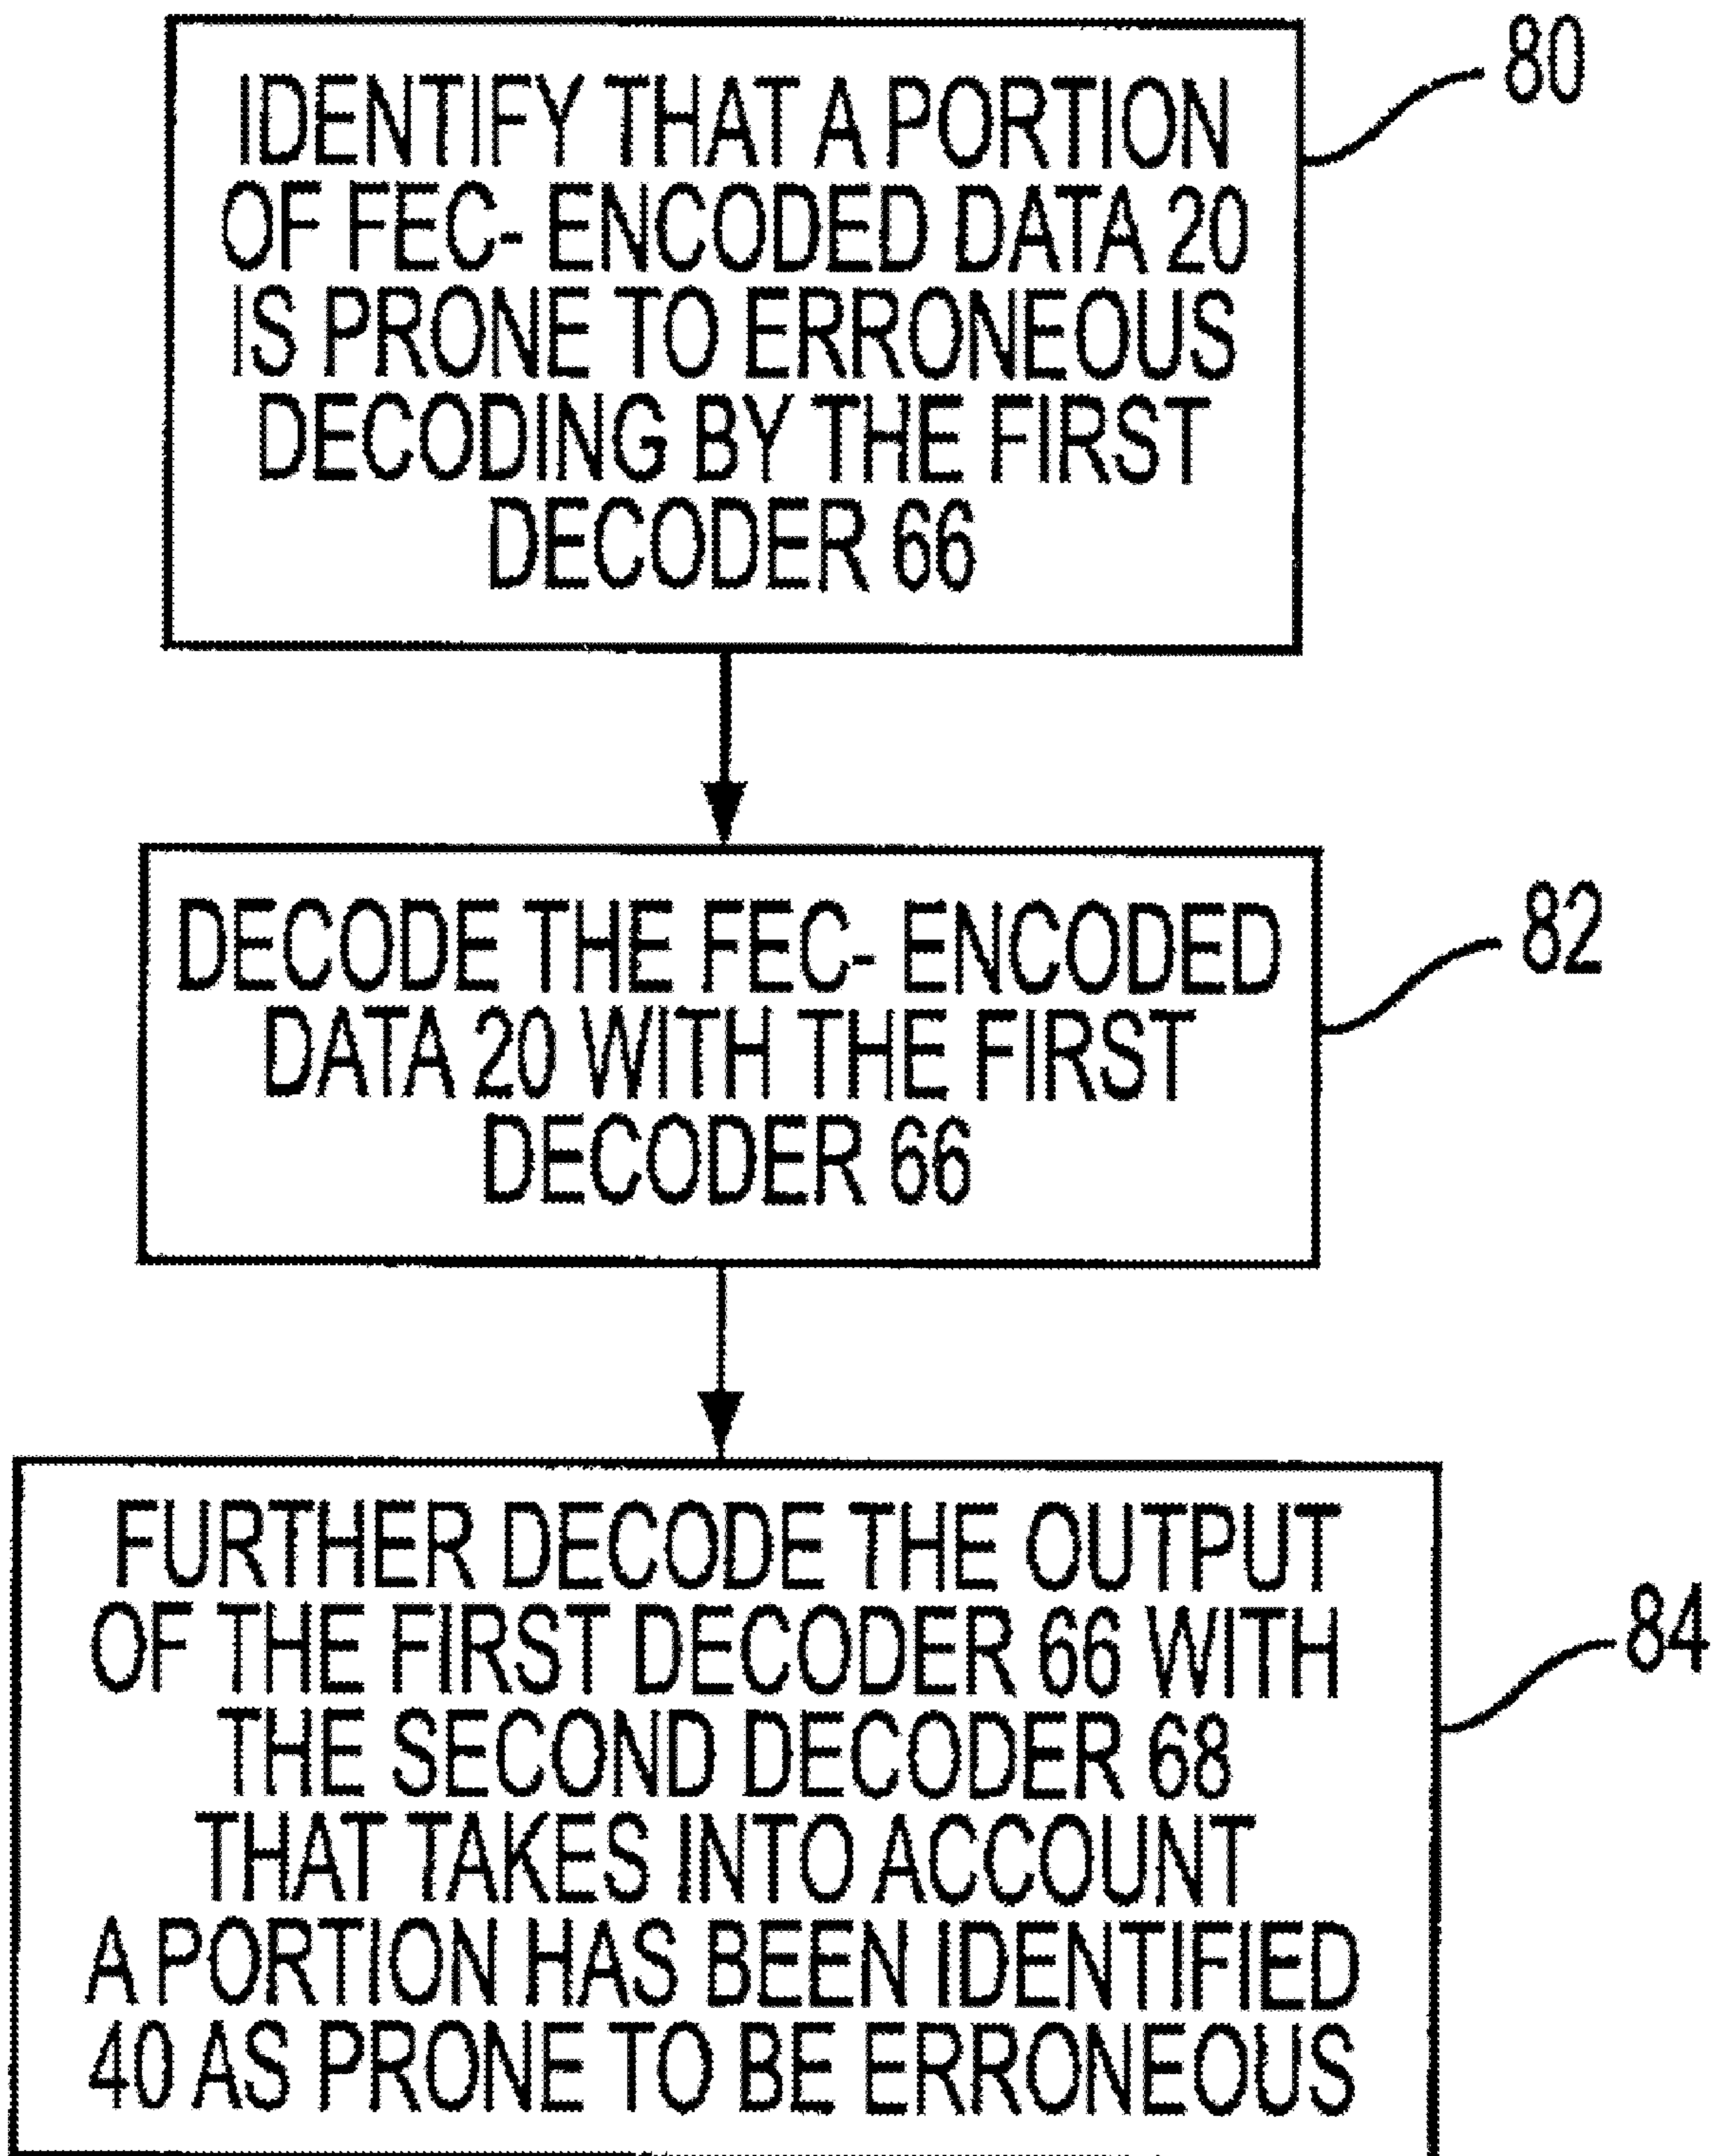 IDENTIFY THAT A PORTION
OF FEC- ENCODED DATA 20
IS PRONE TO ERRONEOUS
DECODING BY THE FIRST
DECODER 66
80
DECODE THE FEC- ENCODED
DATA 20 WITH THE FIRST
DECODER 66
82
FURTHER DECODE THE OUTPUT
OF THE FIRST DECODER 66 WITH
THE SECOND DECODER 68
THAT TAKES INTO ACCOUNT
A PORTION HAS BEEN IDENTIFIED
40 AS PRONE TO BE ERRONEOUS
84